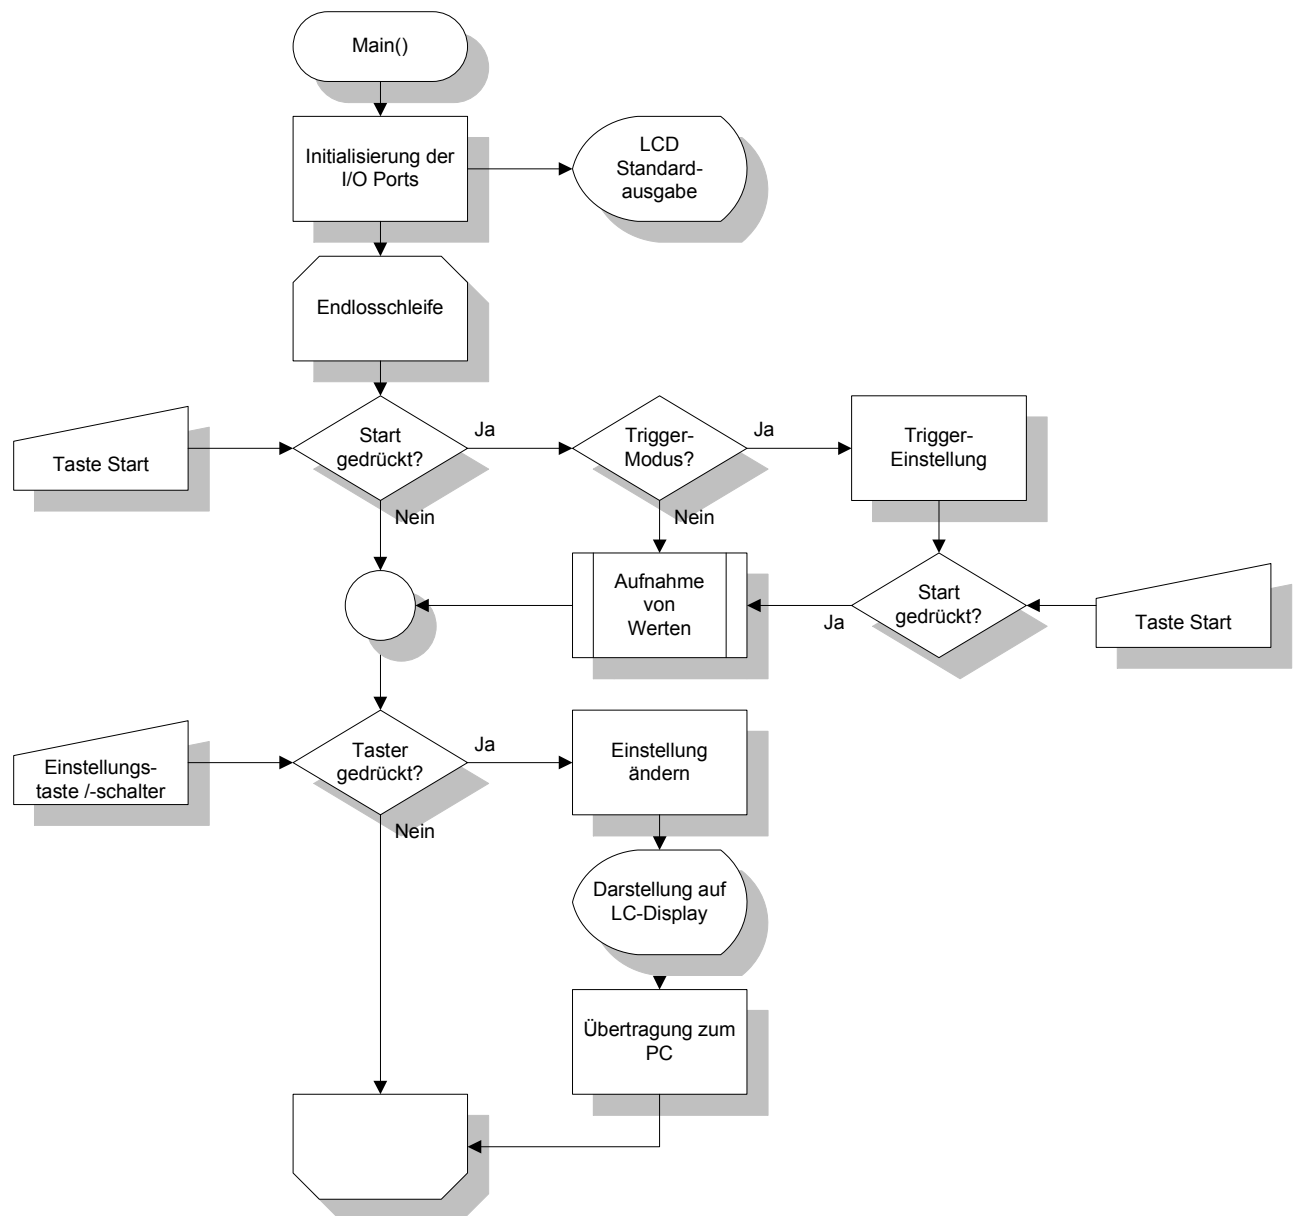 Main()
Initialisierung der
I/O Ports
LCD
Standard-
ausgabe
Endlosschleife
Taste Start
Start
gedrückt?
Ja
Nein
Trigger-
Modus?
Ja
Nein
Trigger-
Einstellung
Aufnahme
von
Werten
Ja
Start
gedrückt?
Taste Start
Einstellungs-
taste /-schalter
Taster
gedrückt?
Ja
Nein
Einstellung
ändern
Darstellung auf
LC-Display
Übertragung zum
PC